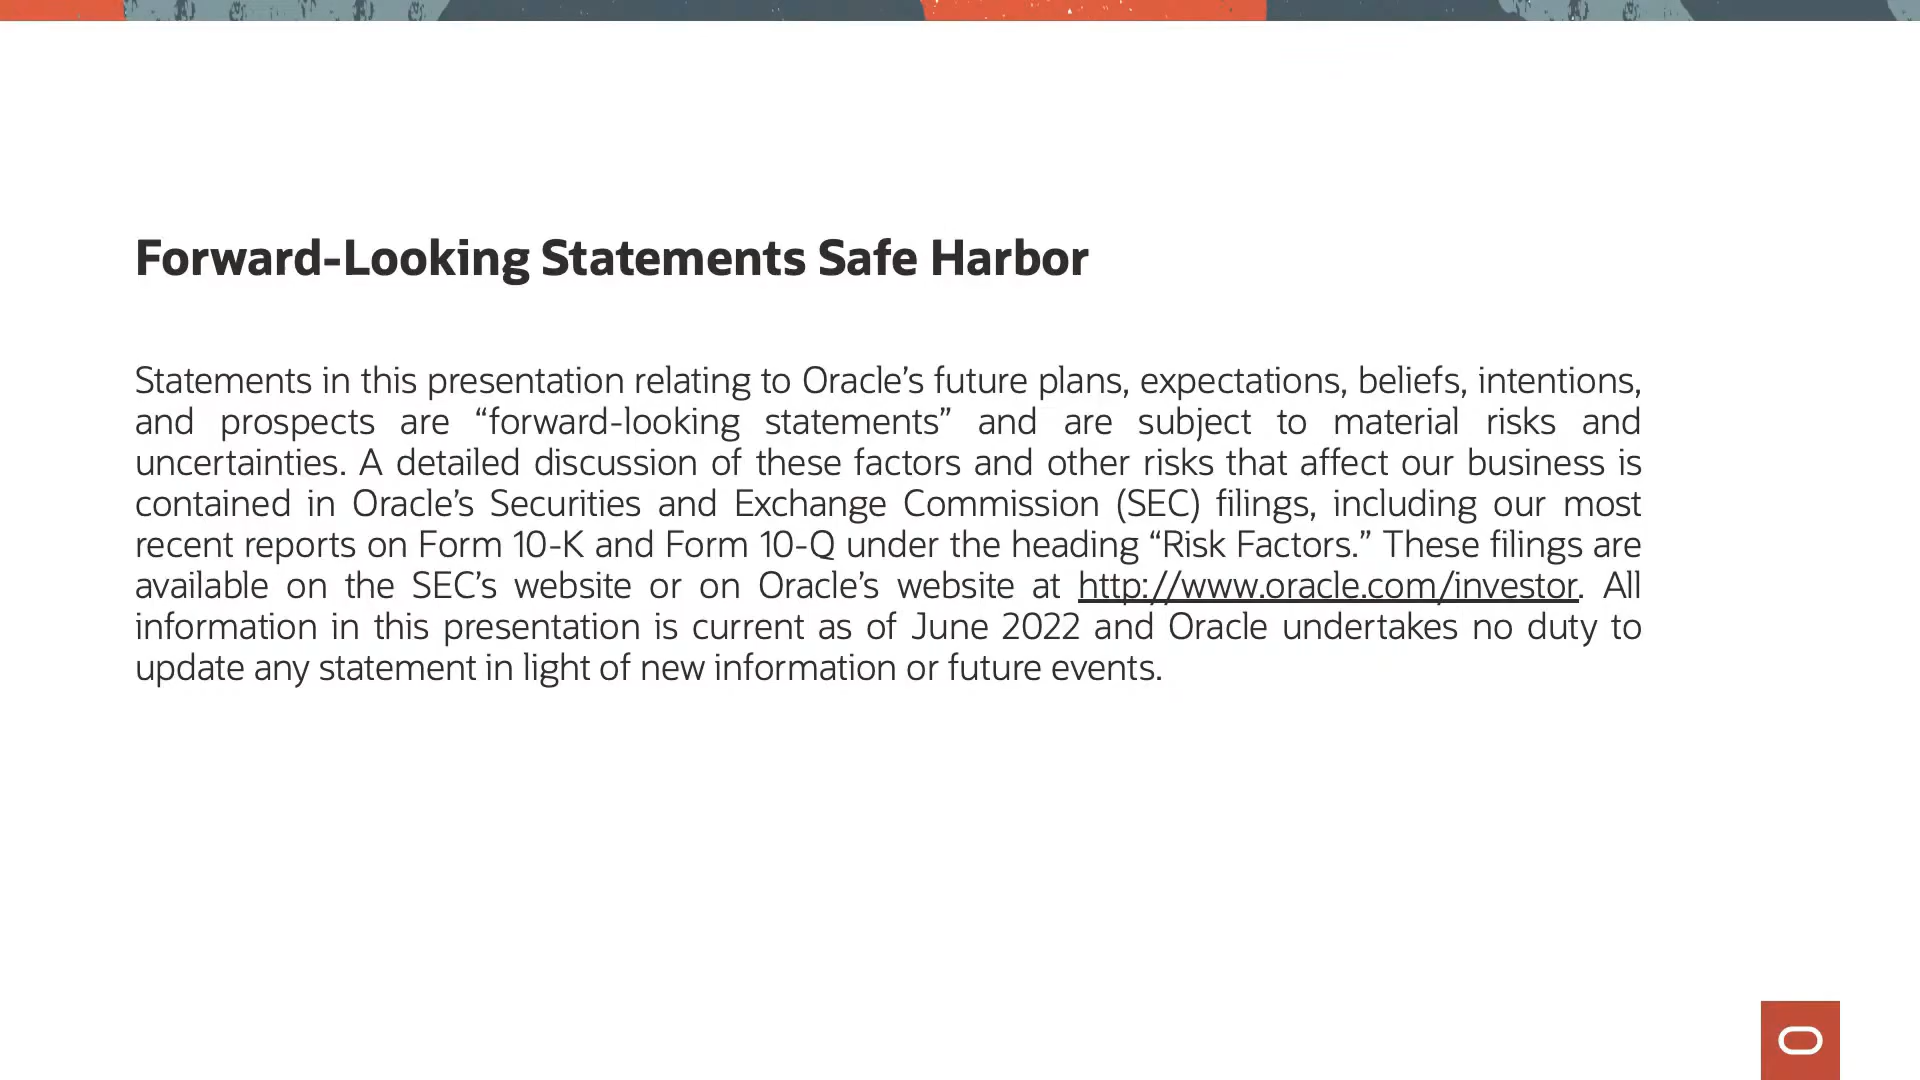 Forward-Looking Statements Safe Harbor
Statements in this presentation relating to Oracle’s future plans, expectations, beliefs, intentions,
and prospects are “forward-looking statements” and are subject to material risks and
uncertainties. A detailed discussion of these factors and other risks that affect our business is
contained in Oracle’s Securities and Exchange Commission (SEC) filings, including our most
recent reports on Form 10-K and Form 10-Q under the heading “Risk Factors.” These filings are
available on the SEC’s website or on Oracle’s website at http://www.oracle.com/investor. All
information in this presentation is current as of June 2022 and Oracle undertakes no duty to
update any statement in light of new information or future events.